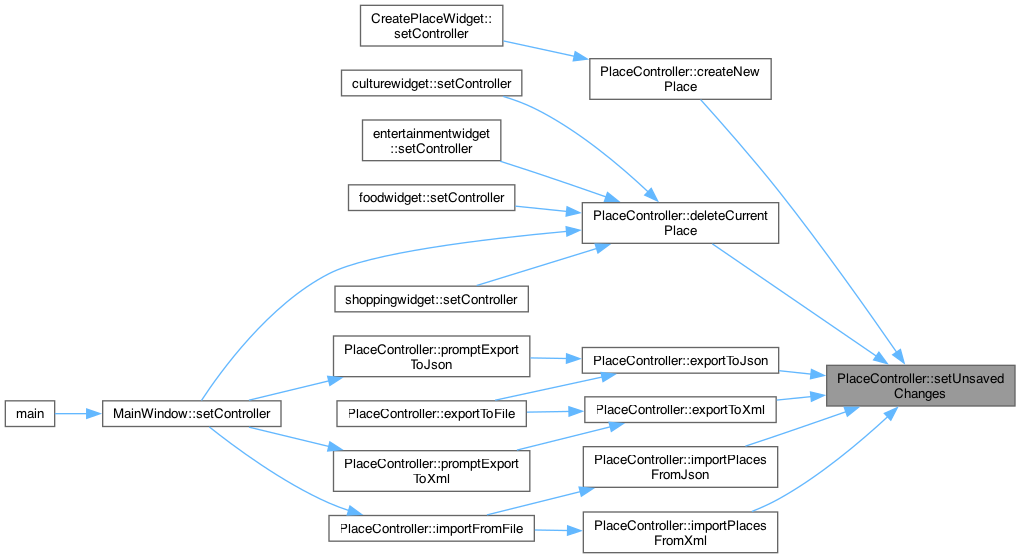 CreatePlaceWidget::
setController
PlaceController::createNew
Place
culturewidget::setController
entertainmentwidget
::setController
foodwidget::setController
PlaceController::deleteCurrent
Place
shoppingwidget::setController
PlaceController::promptExport
ToJson
PlaceController::exportToJson
PlaceController::setUnsaved
Changes
main
MainWindow::setController
PlaceController::exportToFile
PlaceController::exportToXml
PlaceController::promptExport
ToXml
PlaceController::importPlaces
FromJson
PlaceController::importFromFile
PlaceController::importPlaces
FromXml